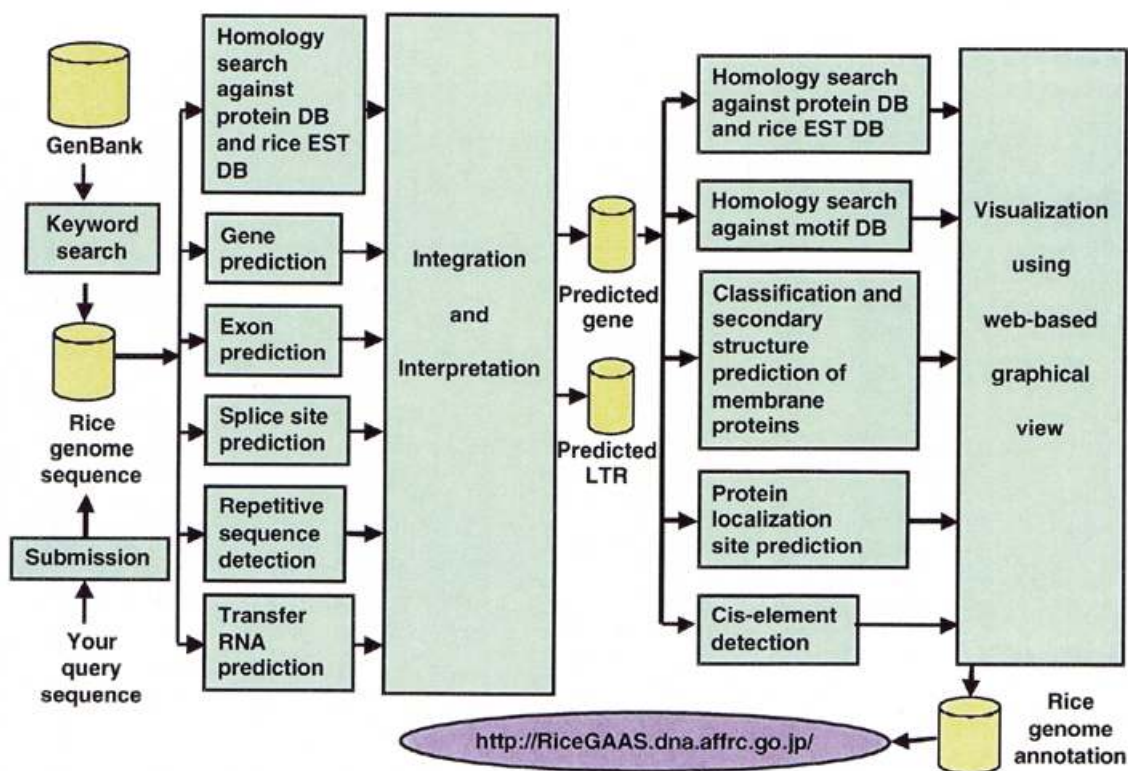 GenBank
Keyword
search
Rice
genome
sequence
Submission
Your
query
sequence
Homology
search
against
protein DB
and rice EST
DB
Gene
prediction
Exon
prediction
Splice site
prediction
Repetitive
sequence
detection
Transfer
RNA
prediction
Integration
and
Interpretation
Predicted
gene
Predicted
LTR
Homology search
against protein DB
and rice EST DB
Homology search
against motif DB
Classification and
secondary
structure
prediction of
membrane
proteins
Protein
localization
site prediction
Cis-element
detection
Visualization
using
web-based
graphical
view
Rice
genome
annotation
http://RiceGAAS.dna.affrc.go.jp/